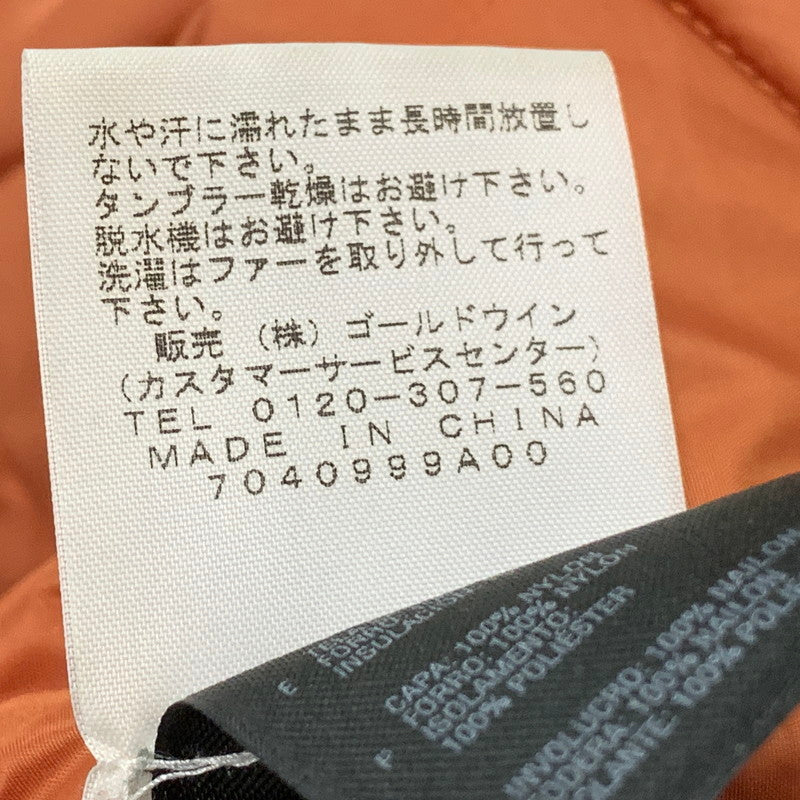 水や汗に濡れたまま長時間放置し
ないで下さい。
タンブラー乾燥はお避け下さい。
脱水機はお避け下さい。
洗濯はファーを取り外して行って
下さい。
販売 (株) ゴールドウイン
(カスタマーサービスセンター)
TEL 0120-307-560
MADE IN CHINA
7040999A00
E
CAPA: 100% NYLON
FORRO: 100% NYLON
ISOLAMENTO:
100% POLIESTER
P
INVOLUCRO: 100% NAILON
100% NAILON
100%